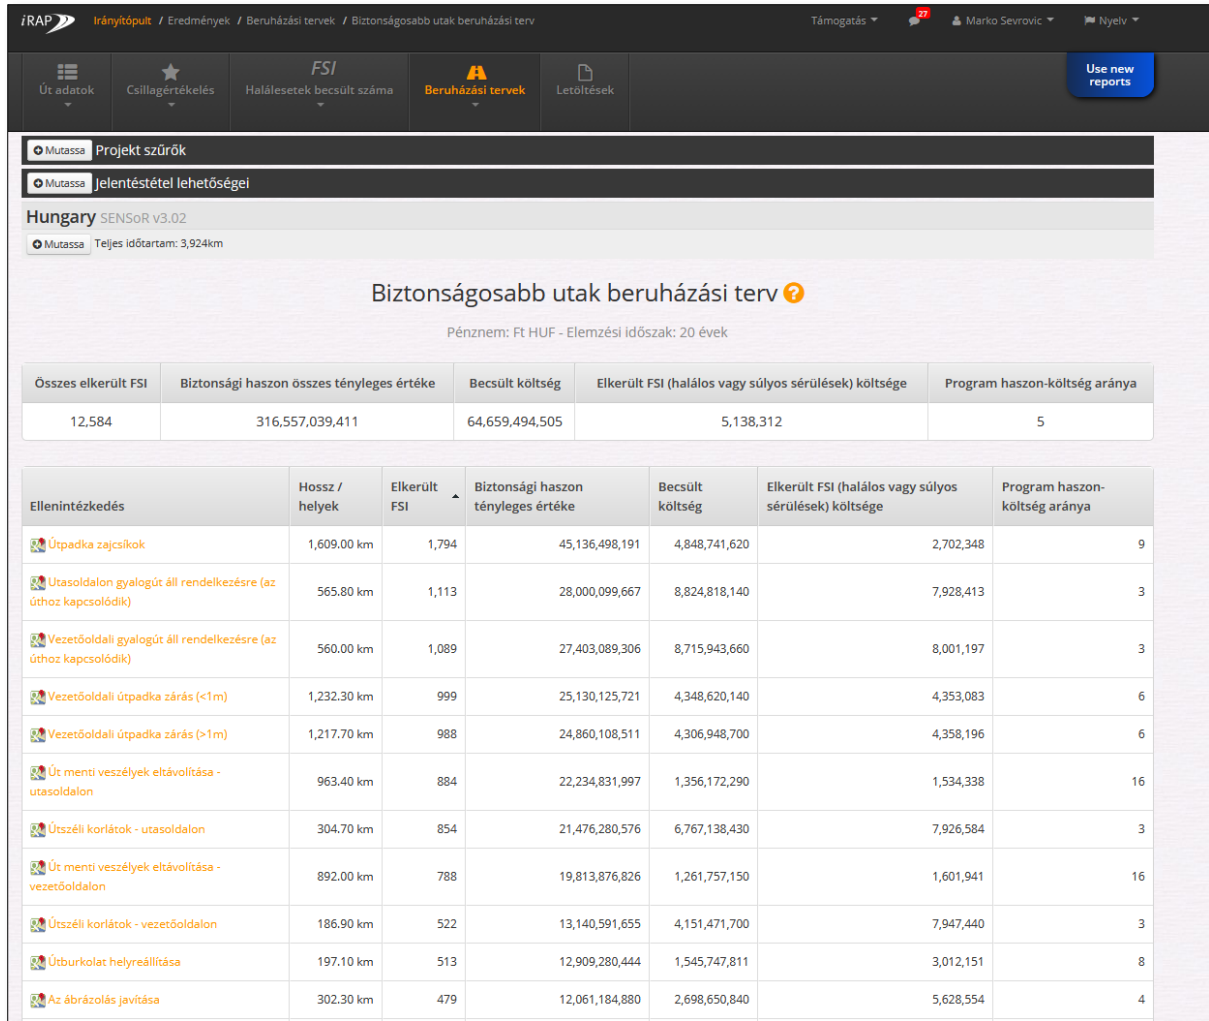 iRAP Irányítópult / Eredmények / Beruházási tervek / Biztonságosabb utak beruházási terv Támogatás 27 Marko Sevrovic Nyelv
Út adatok Csillagértékelés FSI Halálesetek becsült száma Beruházási tervek Letöltések Use new reports
Mutassa Projekt szűrők
Mutassa Jelentéstétel lehetőségei
Hungary SENSoR v3.02
Mutassa Teljes időtartam: 3,924km
Biztonságosabb utak beruházási terv ?
Pénznem: Ft HUF - Elemzési időszak: 20 évek
Összes elkerült FSI Biztonsági haszon összes tényleges értéke Becsült költség Elkerült FSI (halálos vagy súlyos sérülések) költsége Program haszon-költség aránya
12,584 316,557,039,411 64,659,494,505 5,138,312 5
Ellenintézkedés Hossz / helyek Elkerült FSI Biztonsági haszon tényleges értéke Becsült költség Elkerült FSI (halálos vagy súlyos sérülések) költsége Program haszon-költség aránya
Útpadka zajcsíkok 1,609.00 km 1,794 45,136,498,191 4,848,741,620 2,702,348 9
Utasoldalon gyalogút áll rendelkezésre (az úthoz kapcsolódik) 565.80 km 1,113 28,000,099,667 8,824,818,140 7,928,413 3
Vezetőoldali gyalogút áll rendelkezésre (az úthoz kapcsolódik) 560.00 km 1,089 27,403,089,306 8,715,943,660 8,001,197 3
Vezetőoldali útpadka zárás (<1m) 1,232.30 km 999 25,130,125,721 4,348,620,140 4,353,083 6
Vezetőoldali útpadka zárás (>1m) 1,217.70 km 988 24,860,108,511 4,306,948,700 4,358,196 6
Út menti veszélyek eltávolítása - utasoldalon 963.40 km 884 22,234,831,997 1,356,172,290 1,534,338 16
Útszéli korlátok - utasoldalon 304.70 km 854 21,476,280,576 6,767,138,430 7,926,584 3
Út menti veszélyek eltávolítása - vezetőoldalon 892.00 km 788 19,813,876,826 1,261,757,150 1,601,941 16
Útszéli korlátok - vezetőoldalon 186.90 km 522 13,140,591,655 4,151,471,700 7,947,440 3
Útburkolat helyreállítása 197.10 km 513 12,909,280,444 1,545,747,811 3,012,151 8
Az ábrázolás javítása 302.30 km 479 12,061,184,880 2,698,650,840 5,628,554 4